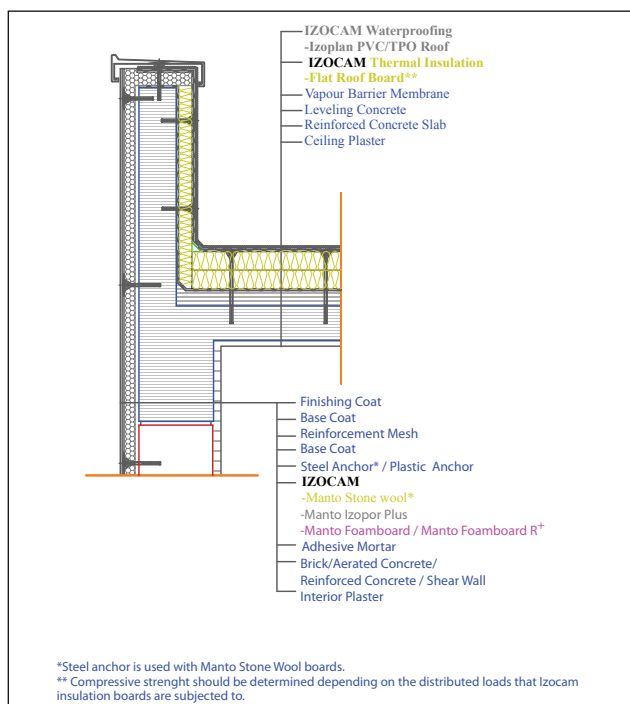 IZOCAM Waterproofing
-Izoplan PVC/TPO Roof
IZOCAM Thermal Insulation
-Flat Roof Board**
Vapour Barrier Membrane
Leveling Concrete
Reinforced Concrete Slab
Ceiling Plaster
Finishing Coat
Base Coat
Reinforcement Mesh
Base Coat
Steel Anchor* / Plastic Anchor
IZOCAM
-Manto Stone wool*
-Manto Izopor Plus
-Manto Foamboard / Manto Foamboard R+
Adhesive Mortar
Brick/Aerated Concrete/
Reinforced Concrete / Shear Wall
Interior Plaster
*Steel anchor is used with Manto Stone Wool boards.
** Compressive strenght should be determined depending on the distributed loads that Izocam
insulation boards are subjected to.